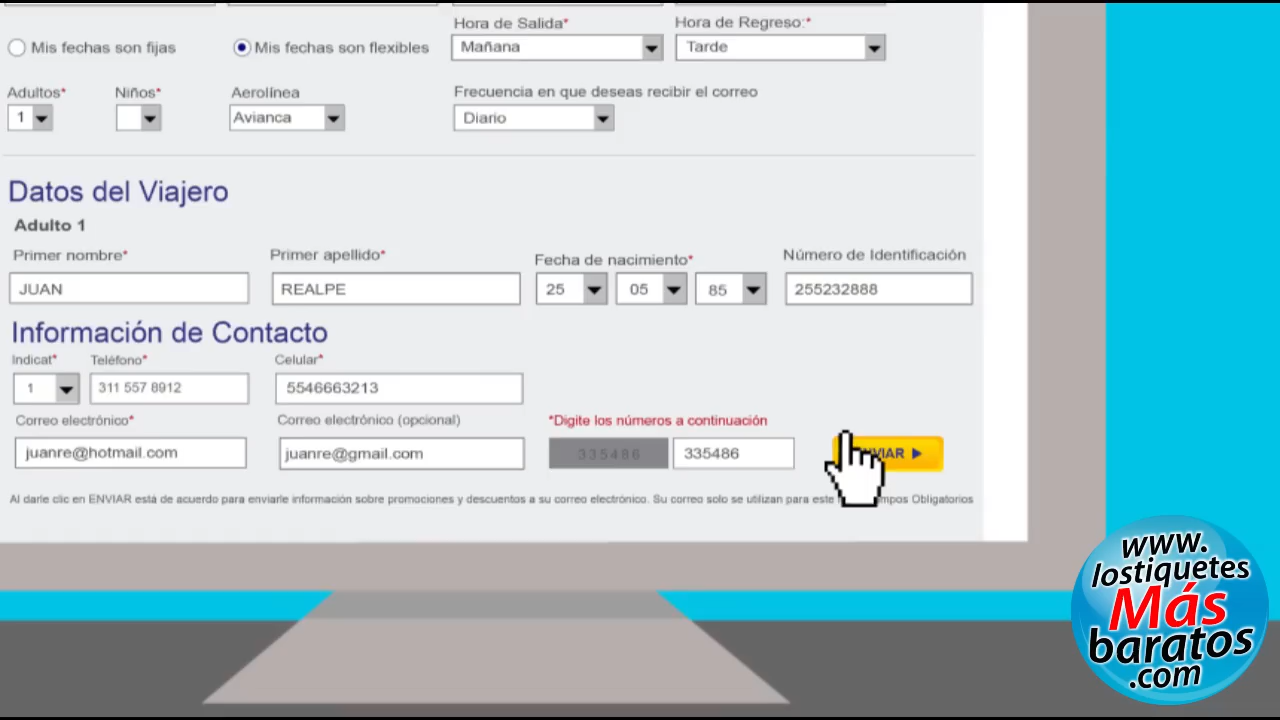 Hora de Salida* Hora de Regreso:*
Mis fechas son fijas Mis fechas son flexibles Mañana Tarde
Adultos* Niños* Aerolínea Frecuencia en que deseas recibir el correo
1 Avianca Diario
Datos del Viajero
Adulto 1
Primer nombre* Primer apellido* Fecha de nacimiento* Número de Identificación
JUAN REALPE 25 05 85 255232888
Información de Contacto
Indicat* Teléfono* Celular*
1 311 557 8912 5546663213
Correo electrónico* Correo electrónico (opcional) *Digite los números a continuación
juanre@hotmail.com juanre@gmail.com 335486 335486
Al darle clic en ENVIAR está de acuerdo para enviarle información sobre promociones y descuentos a su correo electrónico. Su correo solo se utilizan para este Obligatorios
www.
lostiquetes
Más
baratos
.com